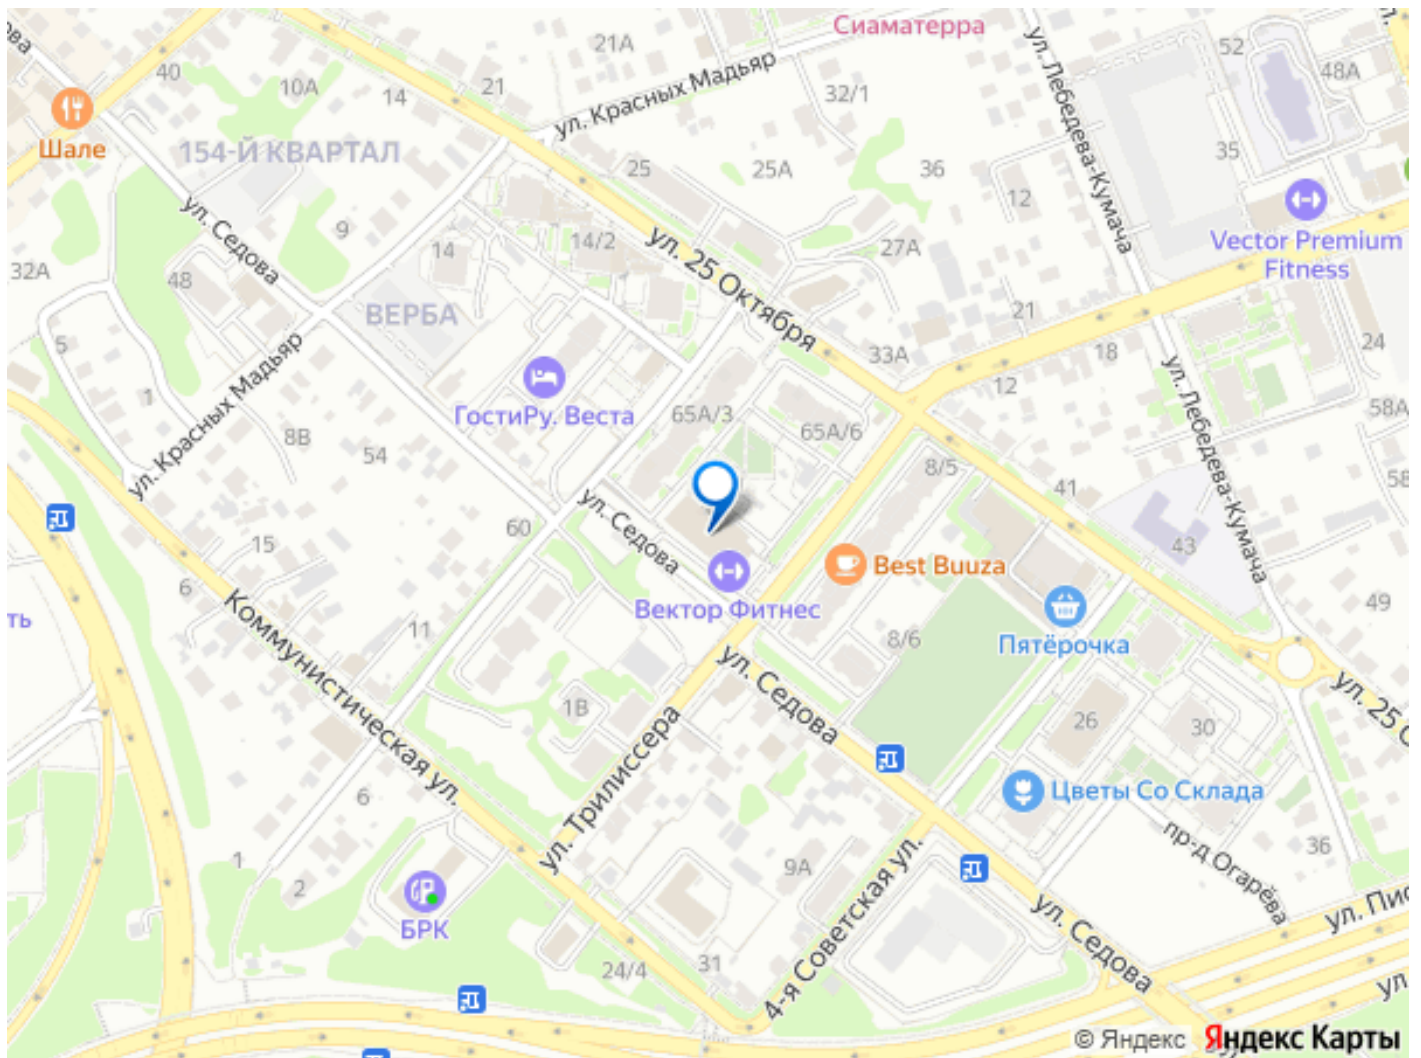 Сиаматерра
ова
21А
52
40
10А
14
21
ул. Красных Мадьяр
32/1
ул. Лебедева-Кумача
48А
Шале
154-Й КВАРТАЛ
25
25А
36
12
35
ул. Седова
9
14
14/2
ул. 25 Октября
27А
Vector Premium
Fitness
32А
48
ВЕРБА
21
5
33А
18
24
1
ул. Красных Мадьяр
ГостиРу. Веста
65А/3
65А/6
12
ул. Лебедева-Кумача
58А
8В
54
8/5
41
58
60
ул. Седова
43
15
Best Buuza
6
Вектор Фитнес
Пятёрочка
49
ть
Коммунистическая ул.
11
8/6
ул. Седова
1В
26
30
ул. 25 О
ул. Трилиссера
6
Цветы Со Склада
пр-д Огарёва
36
1
2
9А
4-я Советская ул.
БРК
ул. Седова
ул. Пис
24/4
31
ул.
© Яндекс
Яндекс Карты